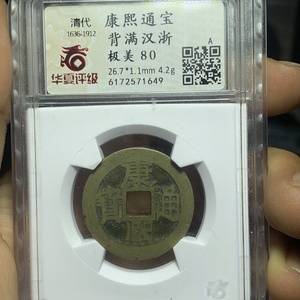 清代
1636-1912
华夏评级
康熙通宝
背满汉浙
极美 80
26.7*1.1mm 4.2g
6172571649
A
康熙通寶